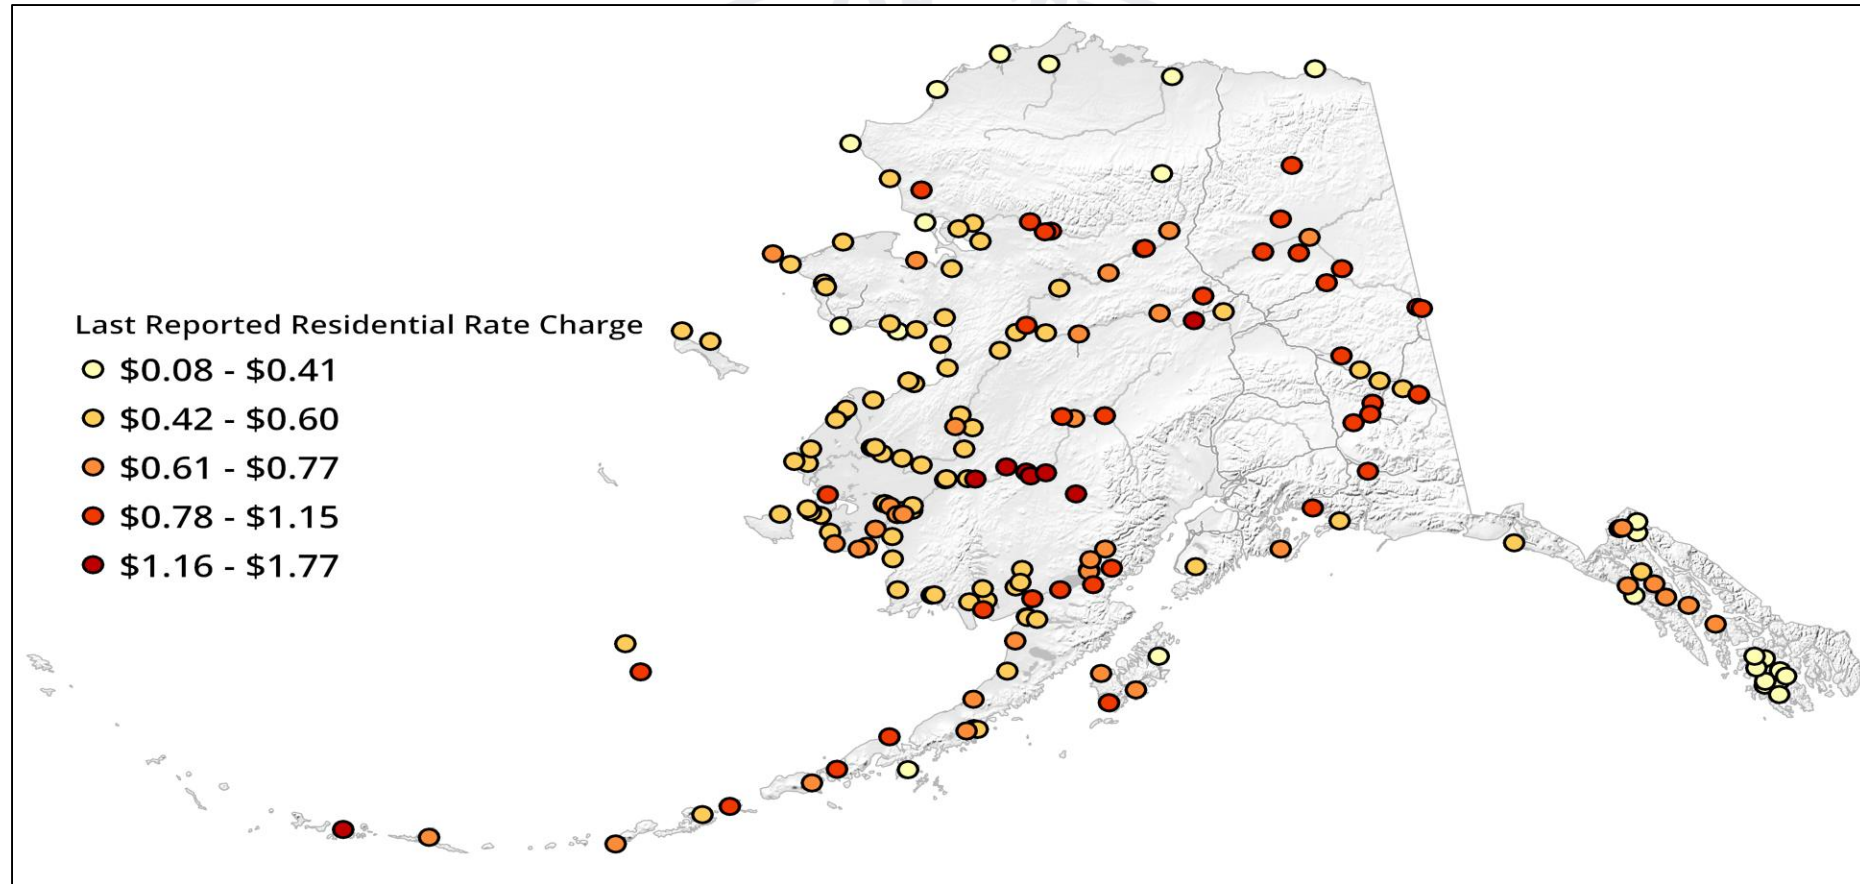 Last Reported Residential Rate Charge
$0.08 - $0.41
$0.42 - $0.60
$0.61 - $0.77
$0.78 - $1.15
$1.16 - $1.77